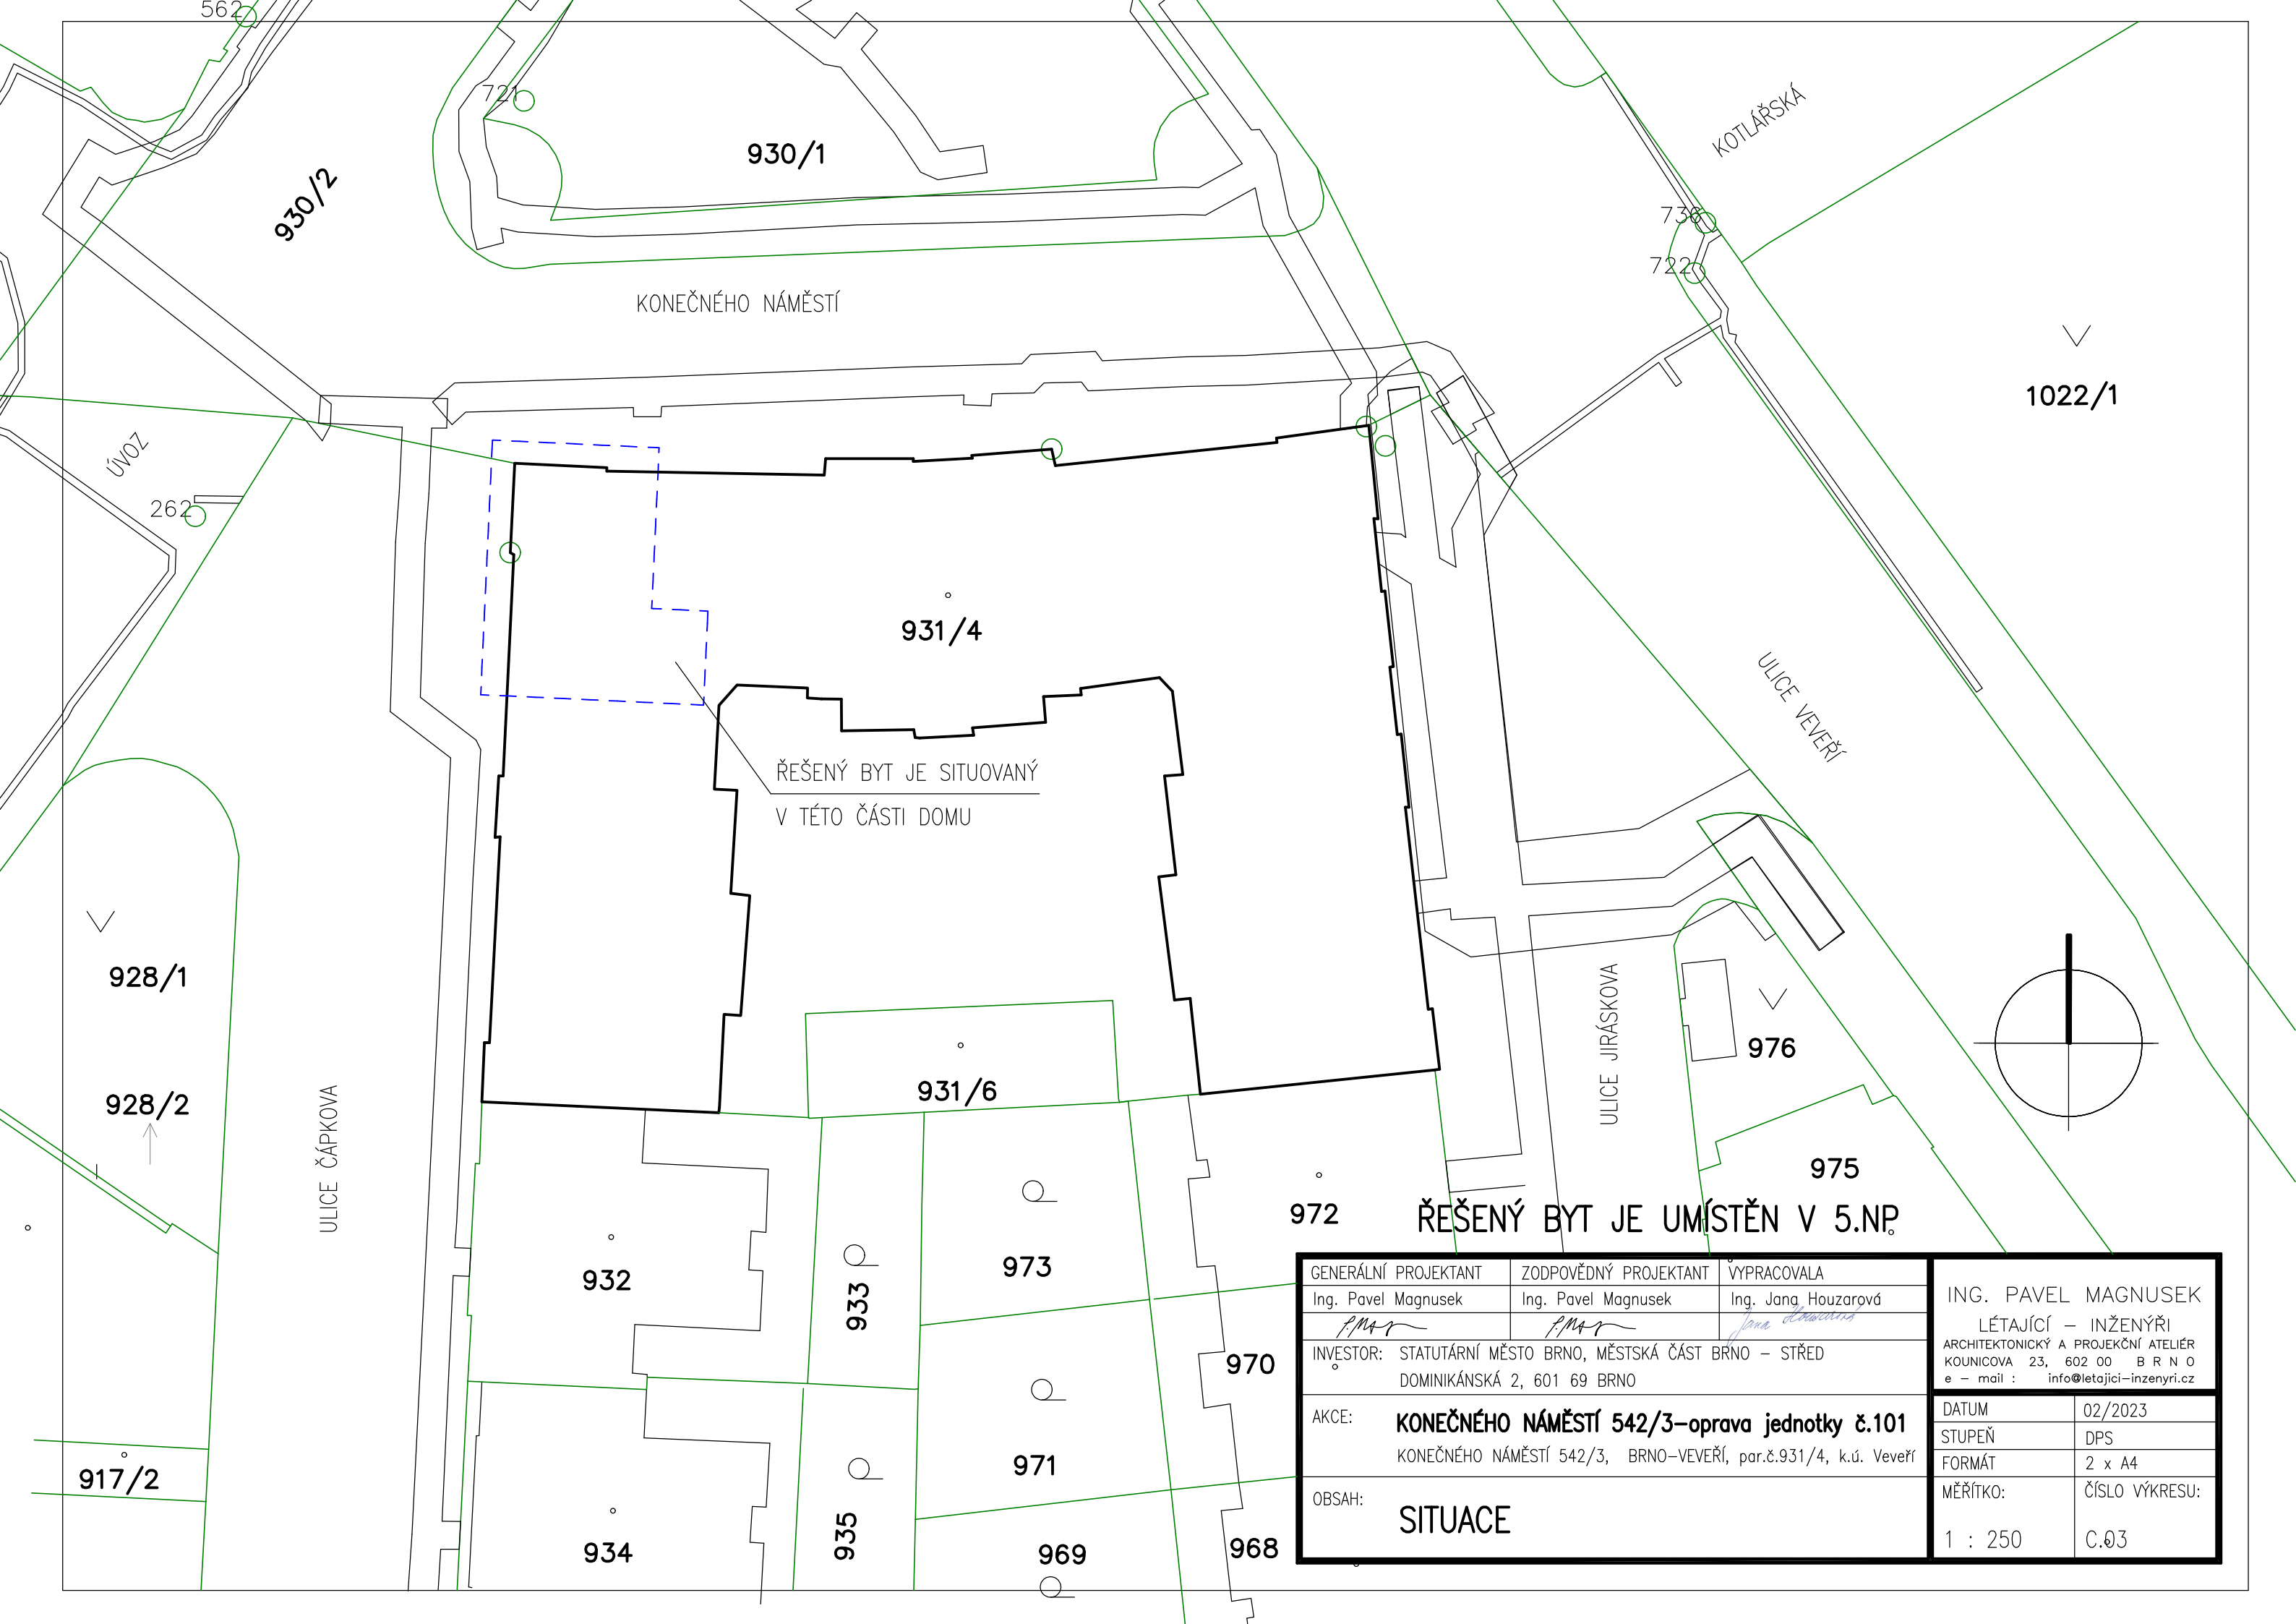 562
721
930/1
930/2
KOTLÁŘSKÁ
736
722
KONEČNÉHO NÁMĚSTÍ
1022/1
ÚVOZ
262
931/4
ULICE VEVEŘÍ
ŘEŠENÝ BYT JE SITUOVANÝ
V TÉTO ČÁSTI DOMU
928/1
928/2
ULICE ČÁPKOVA
931/6
ULICE JIRÁSKOVA
976
975
972
932
933
973
970
971
917/2
934
935
969
968
ŘEŠENÝ BYT JE UMÍSTĚN V 5.NP
GENERÁLNÍ PROJEKTANT ZODPOVĚDNÝ PROJEKTANT VYPRACOVALA
Ing. Pavel Magnusek Ing. Pavel Magnusek Ing. Jana Houzarová
Jana Houzarová
INVESTOR: STATUTÁRNÍ MĚSTO BRNO, MĚSTSKÁ ČÁST BRNO – STŘED
DOMINIKÁNSKÁ 2, 601 69 BRNO
AKCE: KONEČNÉHO NÁMĚSTÍ 542/3–oprava jednotky č.101
KONEČNÉHO NÁMĚSTÍ 542/3, BRNO–VEVEŘÍ, par.č.931/4, k.ú. Veveří
OBSAH: SITUACE
ING. PAVEL MAGNUSEK
LÉTAJÍCÍ – INŽENÝŘI
ARCHITEKTONICKÝ A PROJEKČNÍ ATELIÉR
KOUNICOVA 23, 602 00 B R N O
e – mail : info@letajici–inzenyri.cz
DATUM 02/2023
STUPEŇ DPS
FORMÁT 2 x A4
MĚŘÍTKO: ČÍSLO VÝKRESU:
1 : 250 C.03